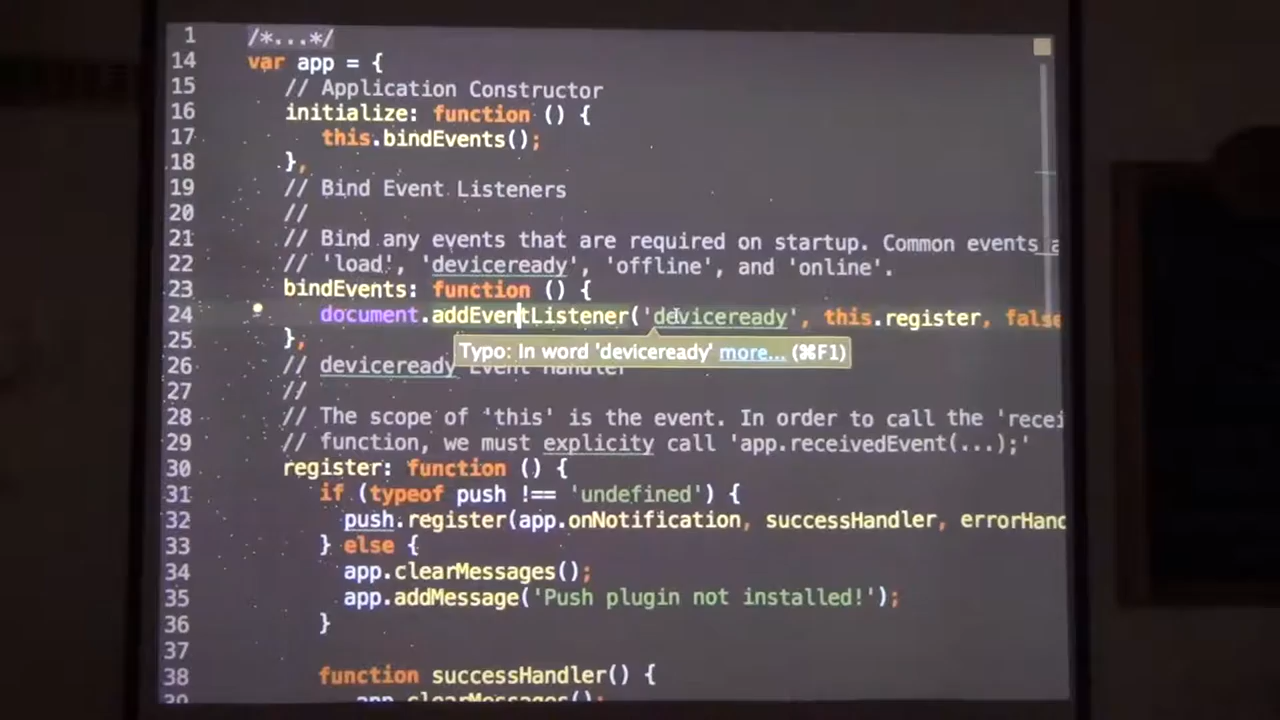 1 /*...*/
14 var app = {
15 // Application Constructor
16 initialize: function () {
17 this.bindEvents();
18 },
19 // Bind Event Listeners
20 //
21 // Bind any events that are required on startup. Common events
22 // 'load', 'deviceready', 'offline', and 'online'.
23 bindEvents: function () {
24 document.addEventListener('deviceready', this.register, false
25 },
Typo: In word 'deviceready' more... (⌘F1)
26 // deviceready Event Handler
27 //
28 // The scope of 'this' is the event. In order to call the 'recei
29 // function, we must explicity call 'app.receivedEvent(...);'
30 register: function () {
31 if (typeof push !== 'undefined') {
32 push.register(app.onNotification, successHandler, errorHand
33 } else {
34 app.clearMessages();
35 app.addMessage('Push plugin not installed!');
36 }
37
38 function successHandler() {
39 app.clearMessages();